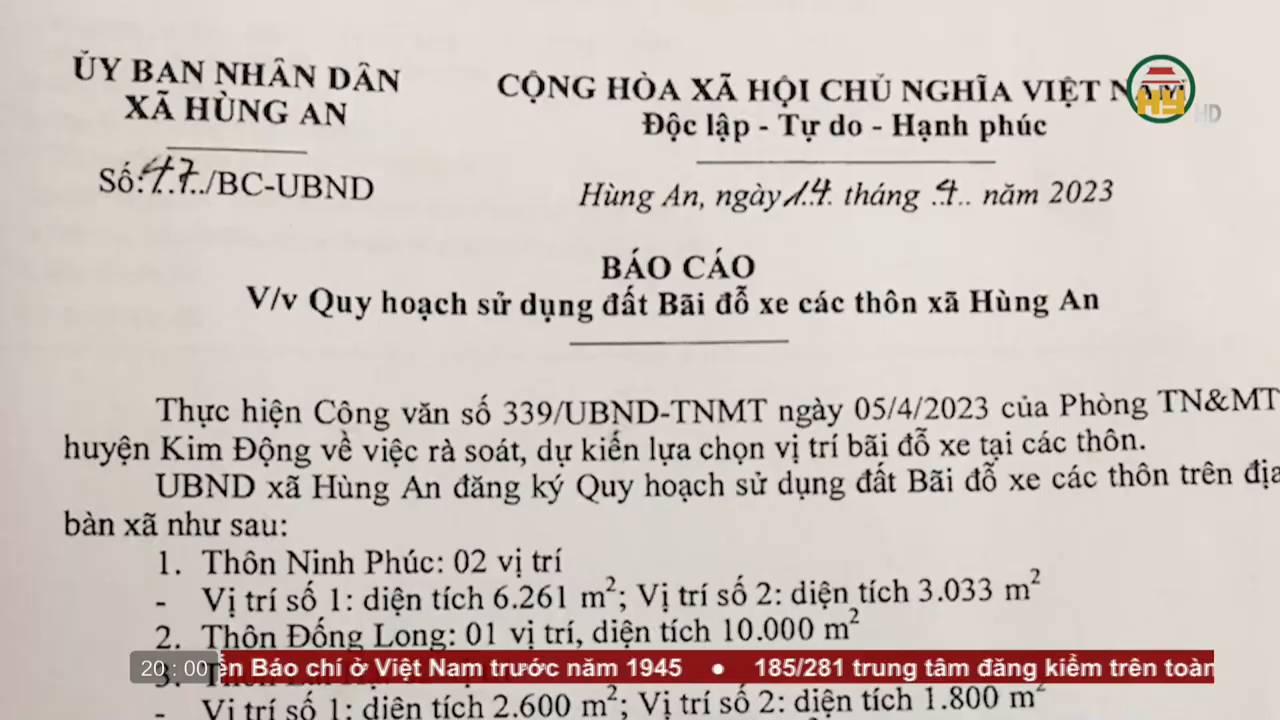 ỦY BAN NHÂN DÂN
XÃ HÙNG AN
Số:47/BC-UBND
CỘNG HÒA XÃ HỘI CHỦ NGHĨA VIỆT NAM
Độc lập - Tự do - Hạnh phúc
Hùng An, ngày 14 tháng 4 năm 2023
HY HD
BÁO CÁO
V/v Quy hoạch sử dụng đất Bãi đỗ xe các thôn xã Hùng An
Thực hiện Công văn số 339/UBND-TNMT ngày 05/4/2023 của Phòng TN&MT
huyện Kim Động về việc rà soát, dự kiến lựa chọn vị trí bãi đỗ xe tại các thôn.
UBND xã Hùng An đăng ký Quy hoạch sử dụng đất Bãi đỗ xe các thôn trên địa
bàn xã như sau:
1. Thôn Ninh Phúc: 02 vị trí
- Vị trí số 1: diện tích 6.261 m²; Vị trí số 2: diện tích 3.033 m²
2. Thôn Đống Long: 01 vị trí, diện tích 10.000 m²
3.
20:00 Báo chí ở Việt Nam trước năm 1945 • 185/281 trung tâm đăng kiểm trên toàn
- Vị trí số 1: diện tích 2.600 m²; Vị trí số 2: diện tích 1.800 m²